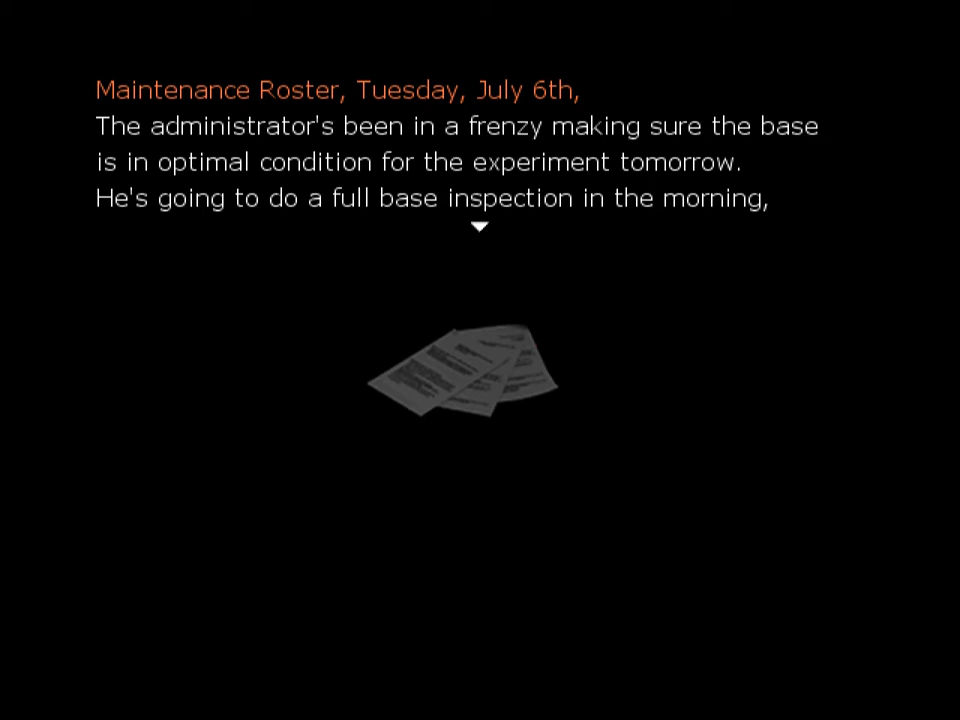 Maintenance Roster, Tuesday, July 6th,
The administrator's been in a frenzy making sure the base
is in optimal condition for the experiment tomorrow.
He's going to do a full base inspection in the morning,